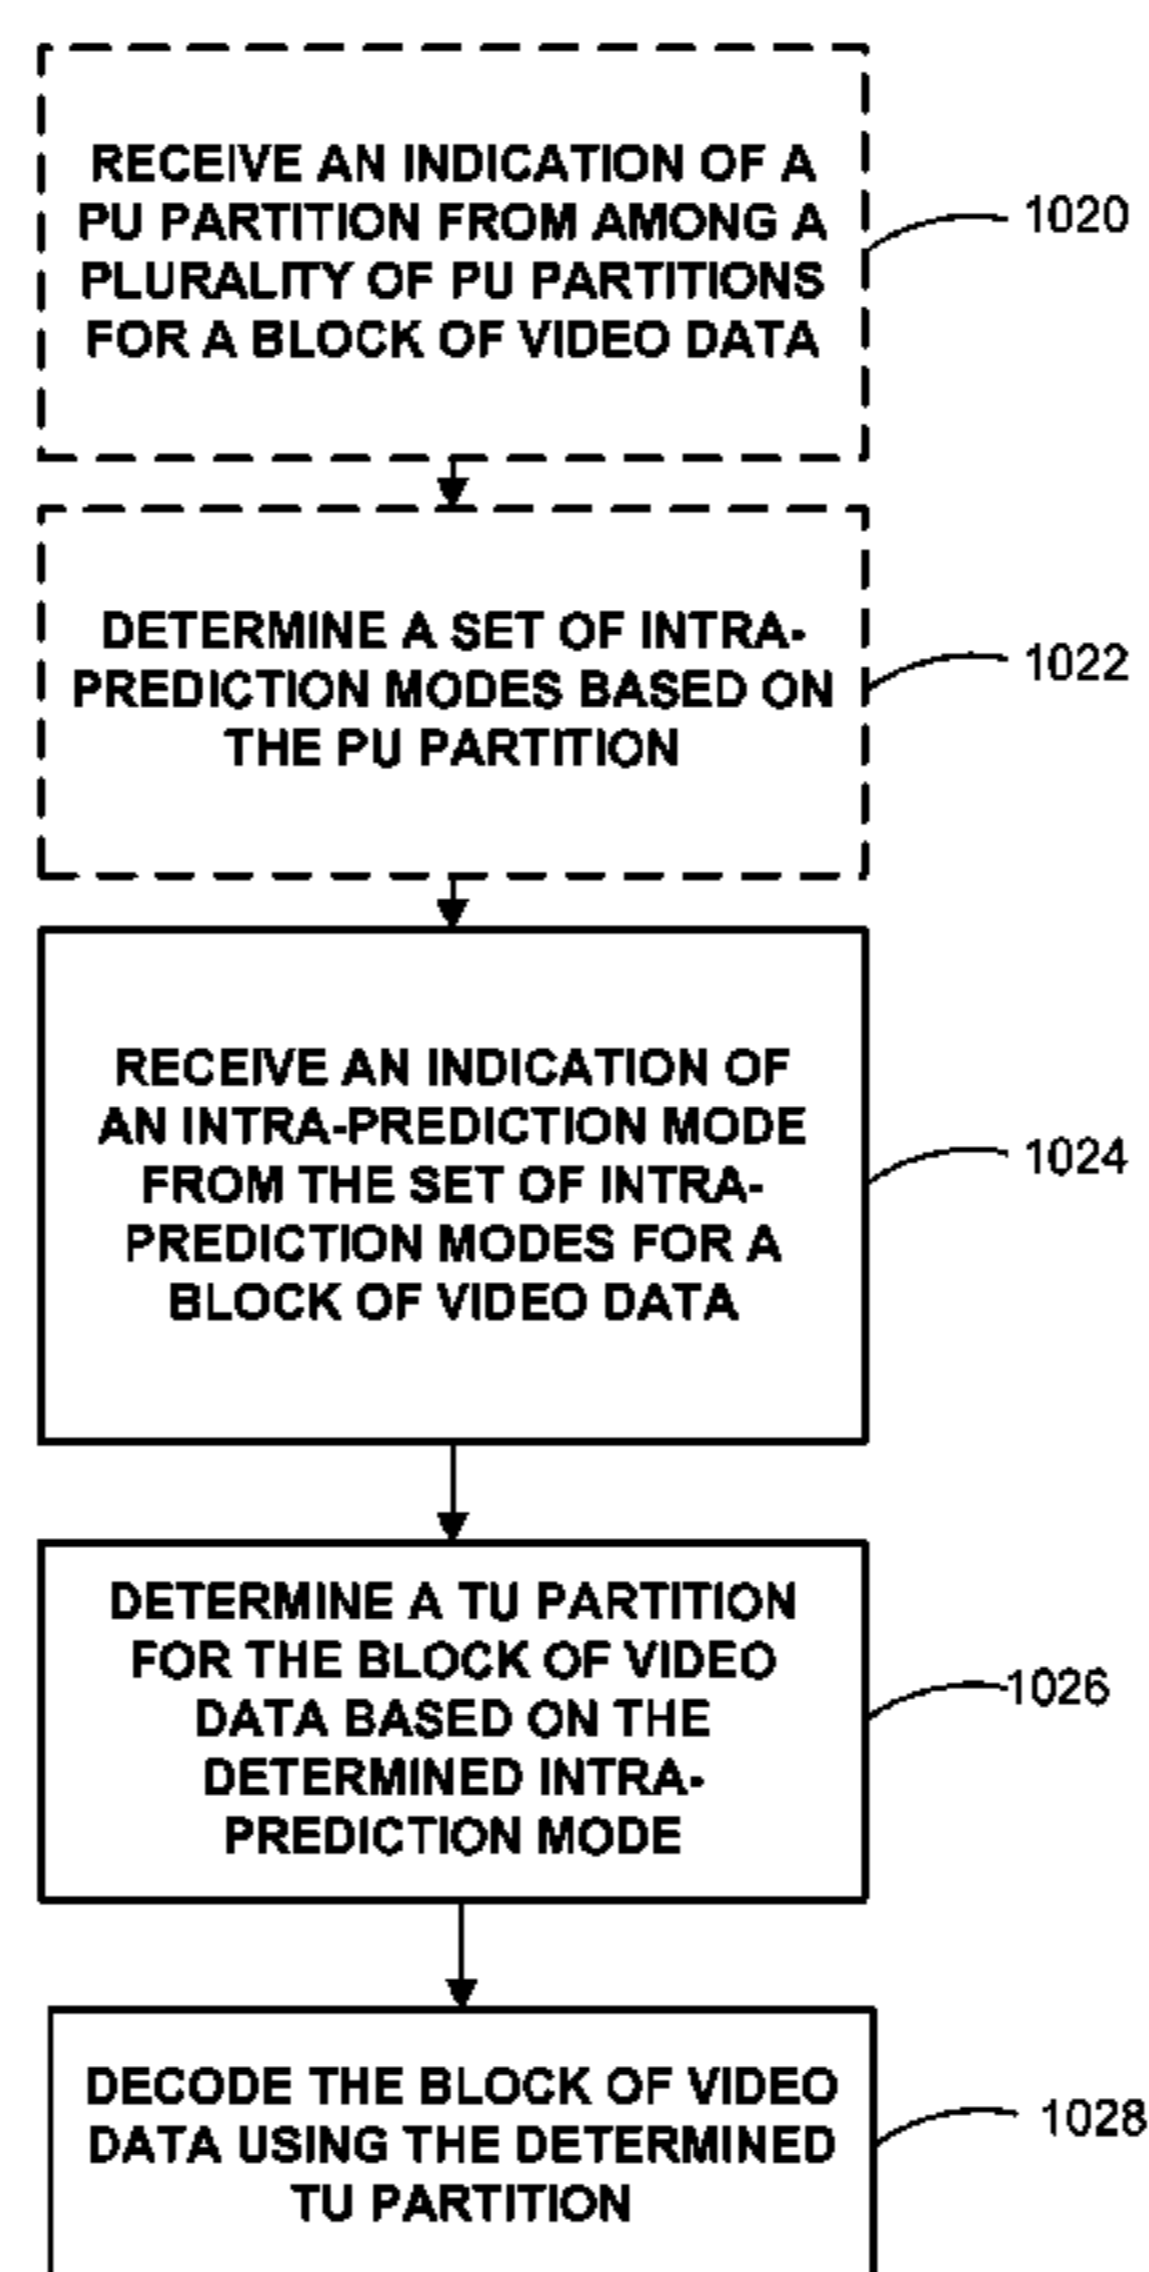 RECEIVE AN INDICATION OF A
PU PARTITION FROM AMONG A
PLURALITY OF PU PARTITIONS
FOR A BLOCK OF VIDEO DATA
1020
DETERMINE A SET OF INTRA-
PREDICTION MODES BASED ON
THE PU PARTITION
1022
RECEIVE AN INDICATION OF
AN INTRA-PREDICTION MODE
FROM THE SET OF INTRA-
PREDICTION MODES FOR A
BLOCK OF VIDEO DATA
1024
DETERMINE A TU PARTITION
FOR THE BLOCK OF VIDEO
DATA BASED ON THE
DETERMINED INTRA-
PREDICTION MODE
1026
DECODE THE BLOCK OF VIDEO
DATA USING THE DETERMINED
TU PARTITION
1028